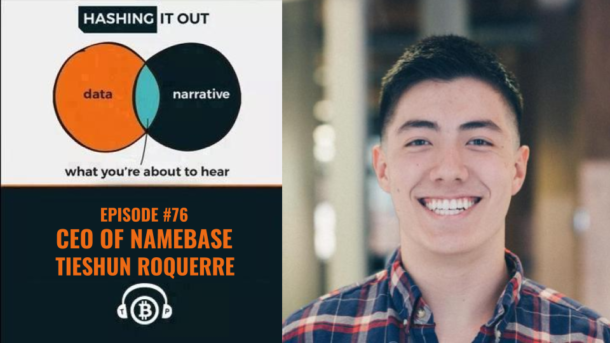 HASHING IT OUT
data
narrative
what you're about to hear
EPISODE #76
CEO OF NAMEBASE
TIESHUN ROQUERRE